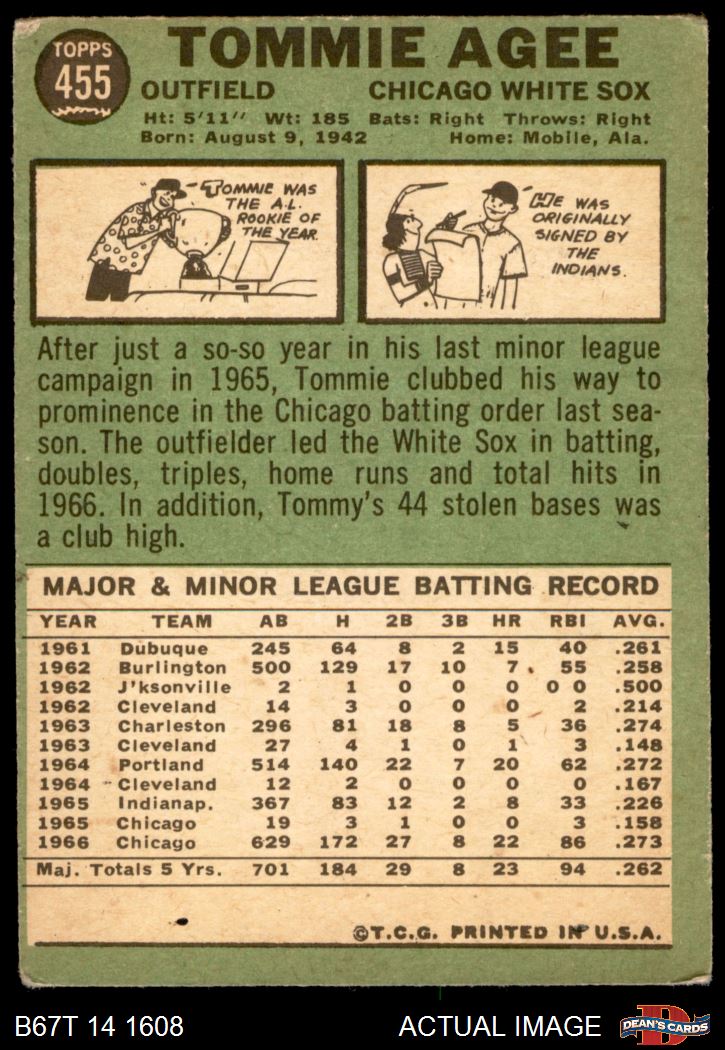 TOPPS
455
TOMMIE AGEE
OUTFIELD CHICAGO WHITE SOX
Ht: 5'11" Wt: 185 Bats: Right Throws: Right
Born: August 9, 1942 Home: Mobile, Ala.
TOMMIE WAS
THE A.L.
ROOKIE OF
THE YEAR.
HE WAS
ORIGINALLY
SIGNED BY
THE
INDIANS.
After just a so-so year in his last minor league
campaign in 1965, Tommie clubbed his way to
prominence in the Chicago batting order last sea-
son. The outfielder led the White Sox in batting,
doubles, triples, home runs and total hits in
1966. In addition, Tommy's 44 stolen bases was
a club high.
MAJOR & MINOR LEAGUE BATTING RECORD
YEAR TEAM AB H 2B 3B HR RBI AVG.
1961 Dubuque 245 64 8 2 15 40 .261
1962 Burlington 500 129 17 10 7 55 .258
1962 J'ksonville 2 1 0 0 0 0 0 .500
1962 Cleveland 14 3 0 0 0 2 .214
1963 Charleston 296 81 18 8 5 36 .274
1963 Cleveland 27 4 1 0 1 3 .148
1964 Portland 514 140 22 7 20 62 .272
1964 Cleveland 12 2 0 0 0 0 .167
1965 Indianap. 367 83 12 2 8 33 .226
1965 Chicago 19 3 1 0 0 3 .158
1966 Chicago 629 172 27 8 22 86 .273
Maj. Totals 5 Yrs. 701 184 29 8 23 94 .262
©T.C.G. PRINTED IN U.S.A.
B67T 14 1608 ACTUAL IMAGE
D
DEAN'S CARDS